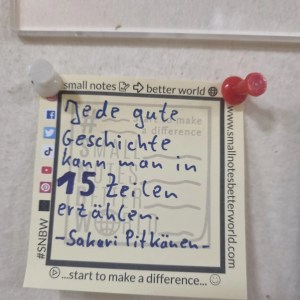 small notes better world
Jede gute
Geschichte
kann man in
15 Zeilen
erzählen.
-Sakari Pitkänen-
...start to make a difference...
#SNBW
www.smallnotesbetterworld.com